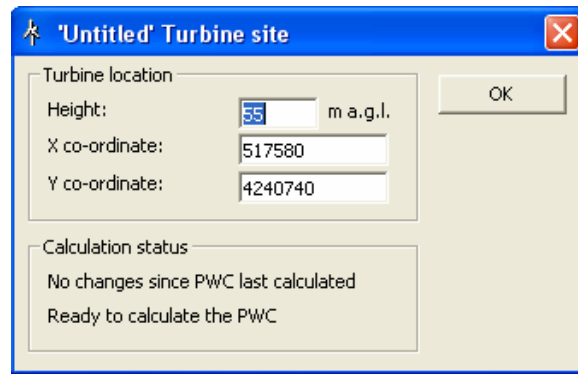 'Untitled' Turbine site
Turbine location
OK
Height: 55 m a.g.l.
X co-ordinate: 517580
Y co-ordinate: 4240740
Calculation status
No changes since PWC last calculated
Ready to calculate the PWC